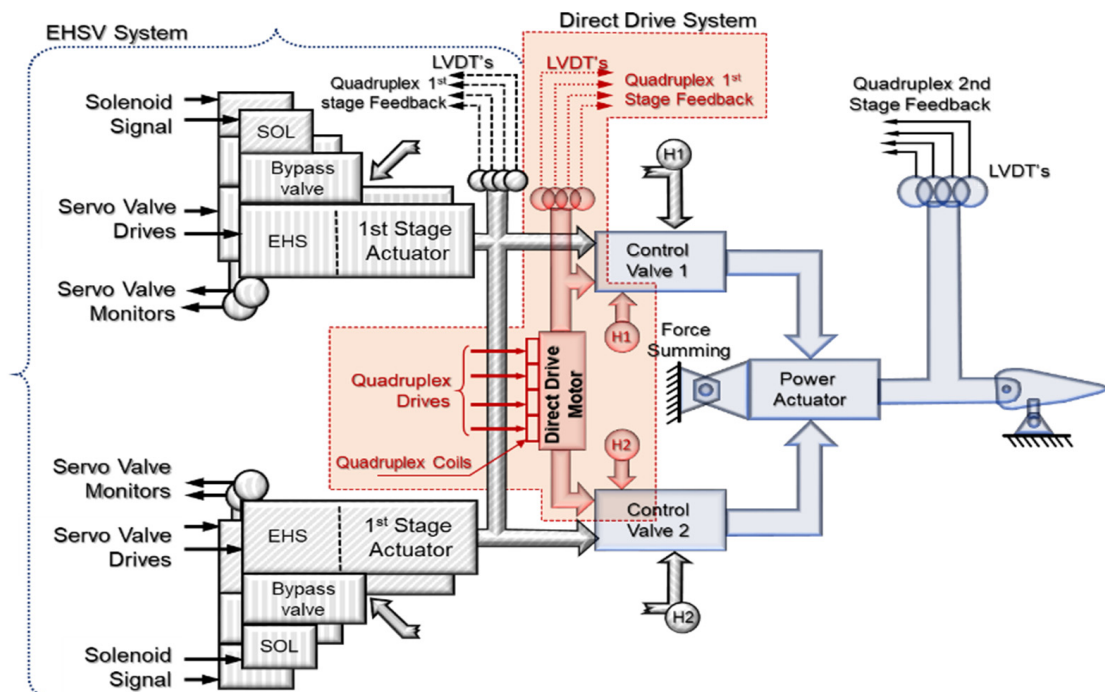 EHSV System
Direct Drive System
LVDT's
Quadruplex 1st
stage Feedback
LVDT's
Quadruplex 1st
Stage Feedback
Quadruplex 2nd
Stage Feedback
LVDT's
Solenoid
Signal
SOL
Bypass
valve
Servo Valve
Drives
EHS
1st Stage
Actuator
Servo Valve
Monitors
H1
Control
Valve 1
H1
Force
Summing
Power
Actuator
Quadruplex
Drives
Direct Drive
Motor
Quadruplex Coils
H2
Control
Valve 2
H2
Servo Valve
Monitors
Servo Valve
Drives
EHS
1st Stage
Actuator
Bypass
valve
SOL
Solenoid
Signal